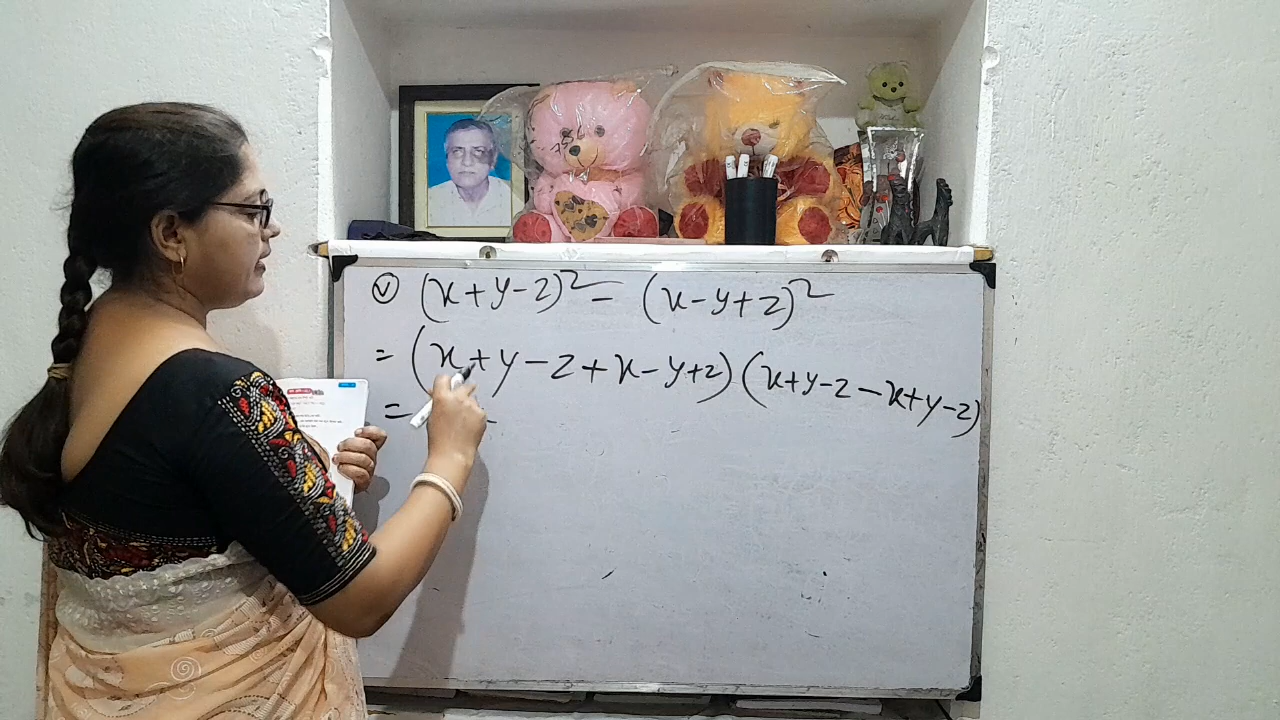 ⓥ (x+y-z)² = (x-y+z)²
= (x+y-z+x-y+z) (x+y-z-x+y-z)
=